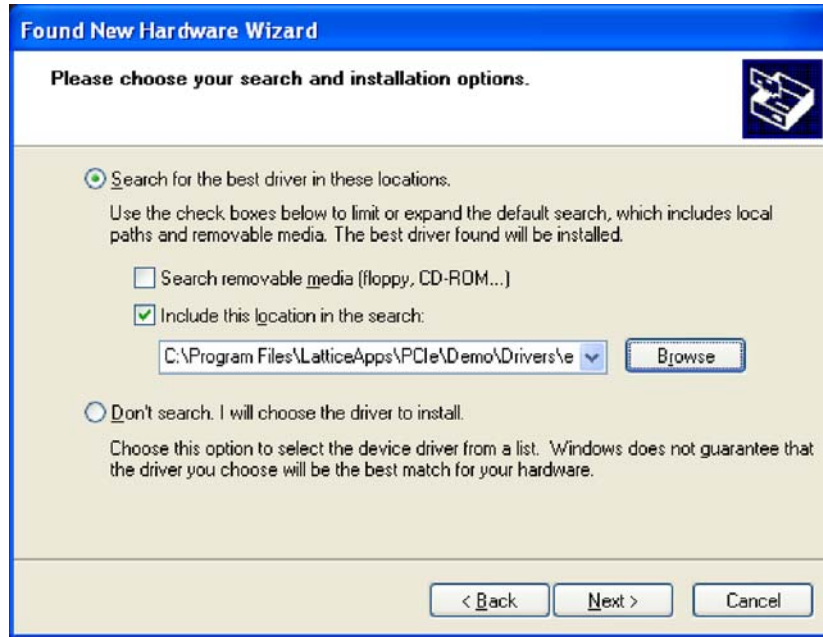 Found New Hardware Wizard
Please choose your search and installation options.
Search for the best driver in these locations.
Use the check boxes below to limit or expand the default search, which includes local
paths and removable media. The best driver found will be installed.
Search removable media (floppy, CD-ROM...)
Include this location in the search:
C:\Program Files\LatticeApps\PCIe\Demo\Drivers\e
Browse
Don't search. I will choose the driver to install.
Choose this option to select the device driver from a list. Windows does not guarantee that
the driver you choose will be the best match for your hardware.
< Back Next > Cancel